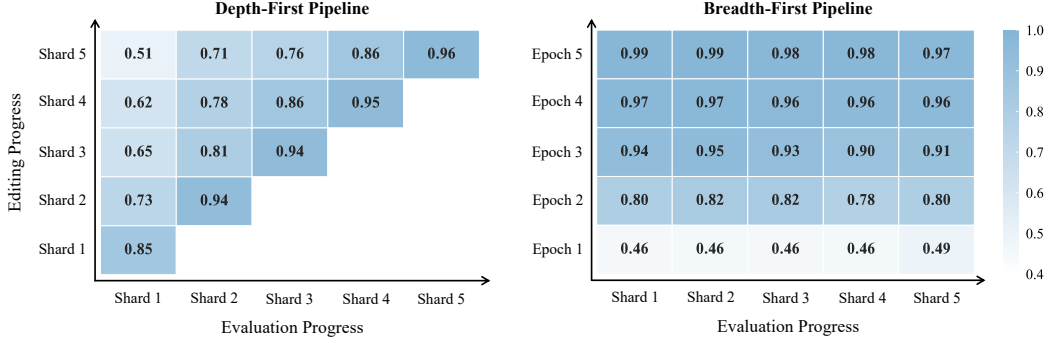 Depth-First Pipeline
Editing Progress
Shard 5 0.51 0.71 0.76 0.86 0.96
Shard 4 0.62 0.78 0.86 0.95
Shard 3 0.65 0.81 0.94
Shard 2 0.73 0.94
Shard 1 0.85
Shard 1 Shard 2 Shard 3 Shard 4 Shard 5
Evaluation Progress
Breadth-First Pipeline
Epoch 5 0.99 0.99 0.98 0.98 0.97
Epoch 4 0.97 0.97 0.96 0.96 0.96
Epoch 3 0.94 0.95 0.93 0.90 0.91
Epoch 2 0.80 0.82 0.82 0.78 0.80
Epoch 1 0.46 0.46 0.46 0.46 0.49
Shard 1 Shard 2 Shard 3 Shard 4 Shard 5
Evaluation Progress
1.0
0.9
0.8
0.7
0.6
0.5
0.4